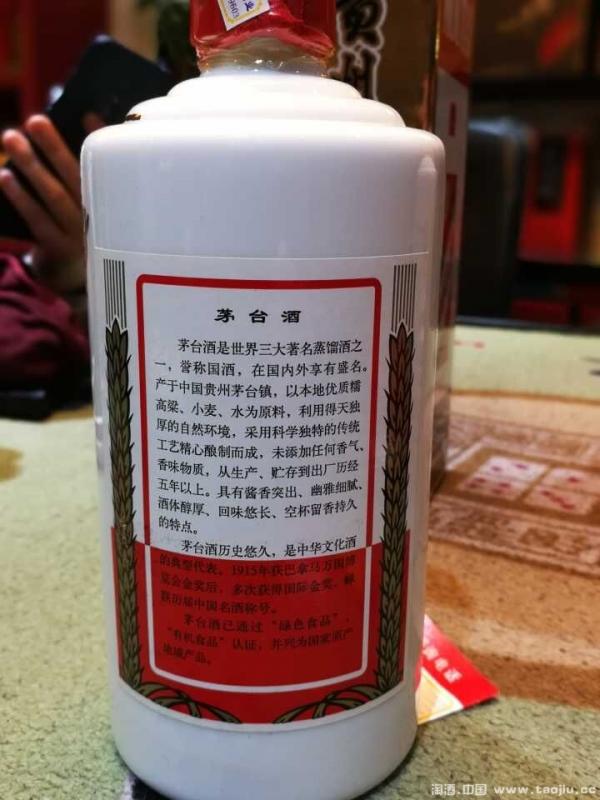 贵州
茅台酒
茅台酒是世界三大著名蒸馏酒之
一，誉称国酒，在国内外享有盛名。
产于中国贵州茅台镇，以本地优质糯
高粱、小麦、水为原料，利用得天独
厚的自然环境，采用科学独特的传统
工艺精心酿制而成，未添加任何香气、
香味物质，从生产、贮存到出厂历经
五年以上。具有酱香突出、幽雅细腻、
酒体醇厚、回味悠长、空杯留香持久
的特点。
茅台酒历史悠久，是中华文化酒
的典型代表。1915年获巴拿马万国博
览会金奖后，多次获得国际金奖，蝉
联历届中国名酒称号。
茅台酒已通过“绿色食品”、
“有机食品”认证，并列为国家原产
地域产品。
淘酒.中国 www.taojiu.cc